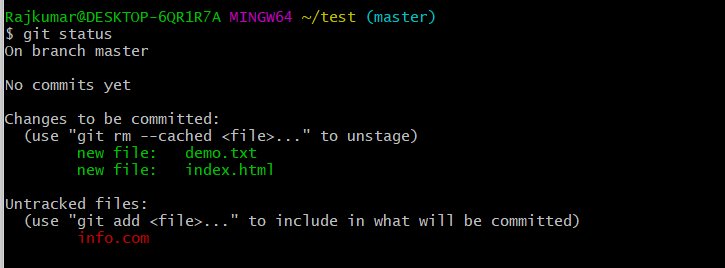 Rajkumar@DESKTOP-6QR1R7A MINGW64 ~/test (master)
$ git status
On branch master
No commits yet
Changes to be committed:
  (use "git rm --cached <file>..." to unstage)
        new file:   demo.txt
        new file:   index.html
Untracked files:
  (use "git add <file>..." to include in what will be committed)
        info.com